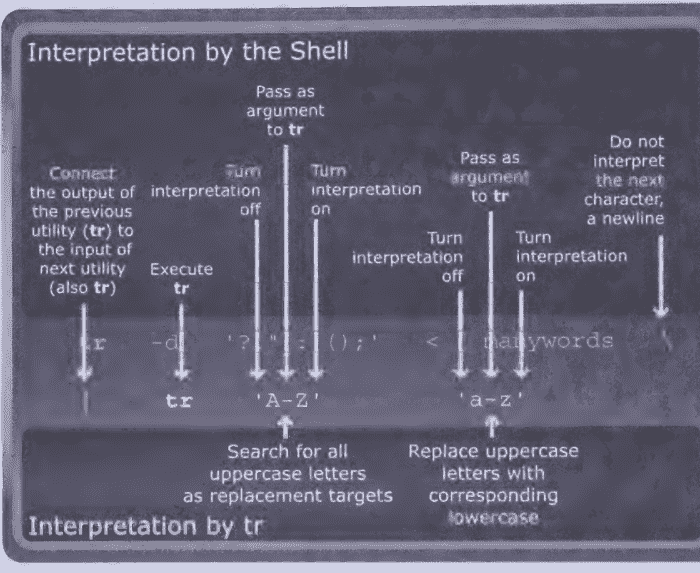 Interpretation by the Shell
Pass as
argument
to tr
Connect
the output of
the previous
utility (tr) to
the input of
next utility
(also tr)
Execute
tr
Turn
interpretation
off
Turn
interpretation
on
Pass as
argument
to tr
Turn
interpretation
off
Turn
interpretation
on
Do not
interpret
the next
character,
a newline
tr -d '?. < manywords \
| tr 'A-Z' 'a-z'
Search for all
uppercase letters
as replacement targets
Replace uppercase
letters with
corresponding
lowercase
Interpretation by tr